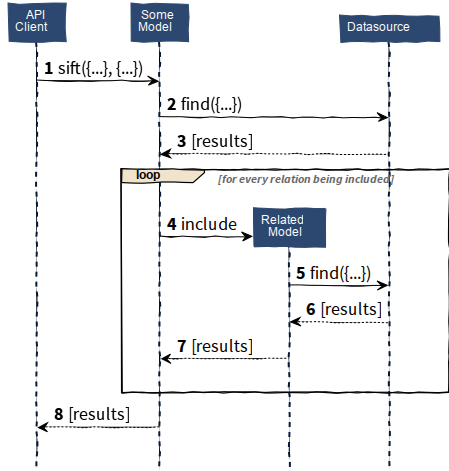 API
Client
Some
Model
Datasource
1 sift({...}, {...})
2 find({...})
3 [results]
loop
[for every relation being included]
4 include
Related
Model
5 find({...})
6 [results]
7 [results]
8 [results]